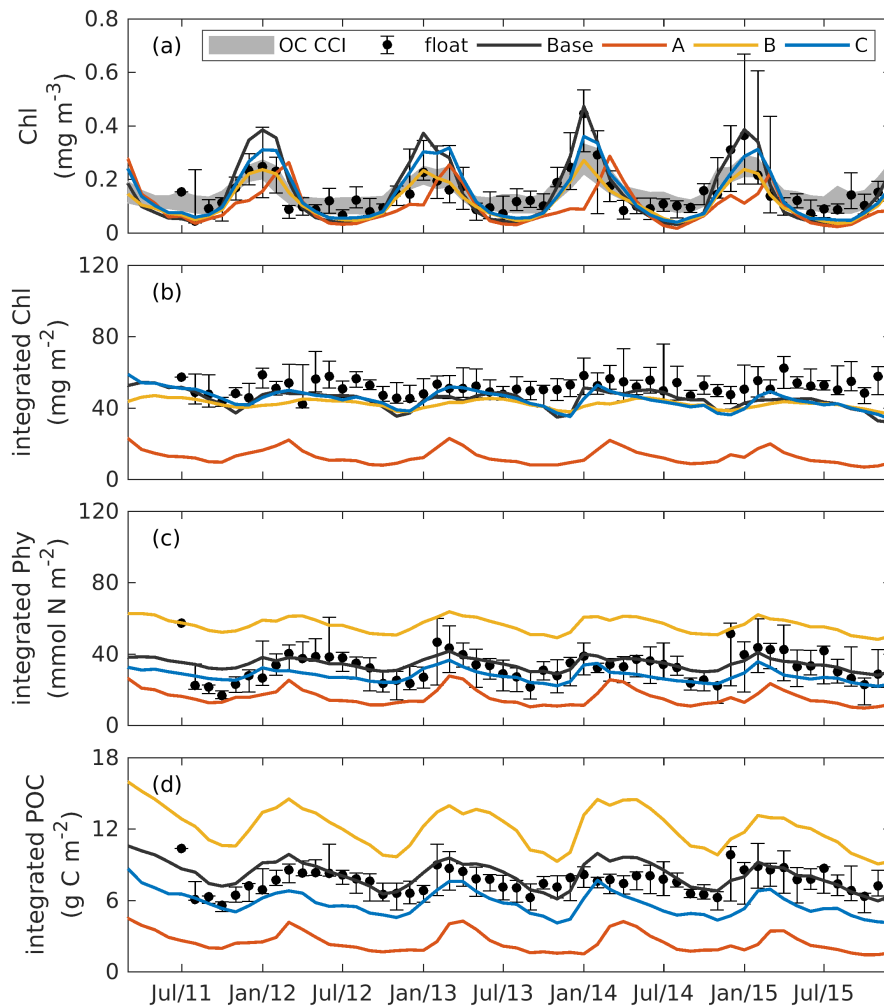 0.8
(a)
OC CCI
float
Base
A
B
C
0.6
0.4
0.2
0
Chl
(mg m-3)
120
(b)
80
40
0
integrated Chl
(mg m-2)
120
(c)
80
40
0
integrated Phy
(mmol N m-2)
18
(d)
12
6
0
integrated POC
(g C m-2)
Jul/11 Jan/12 Jul/12 Jan/13 Jul/13 Jan/14 Jul/14 Jan/15 Jul/15